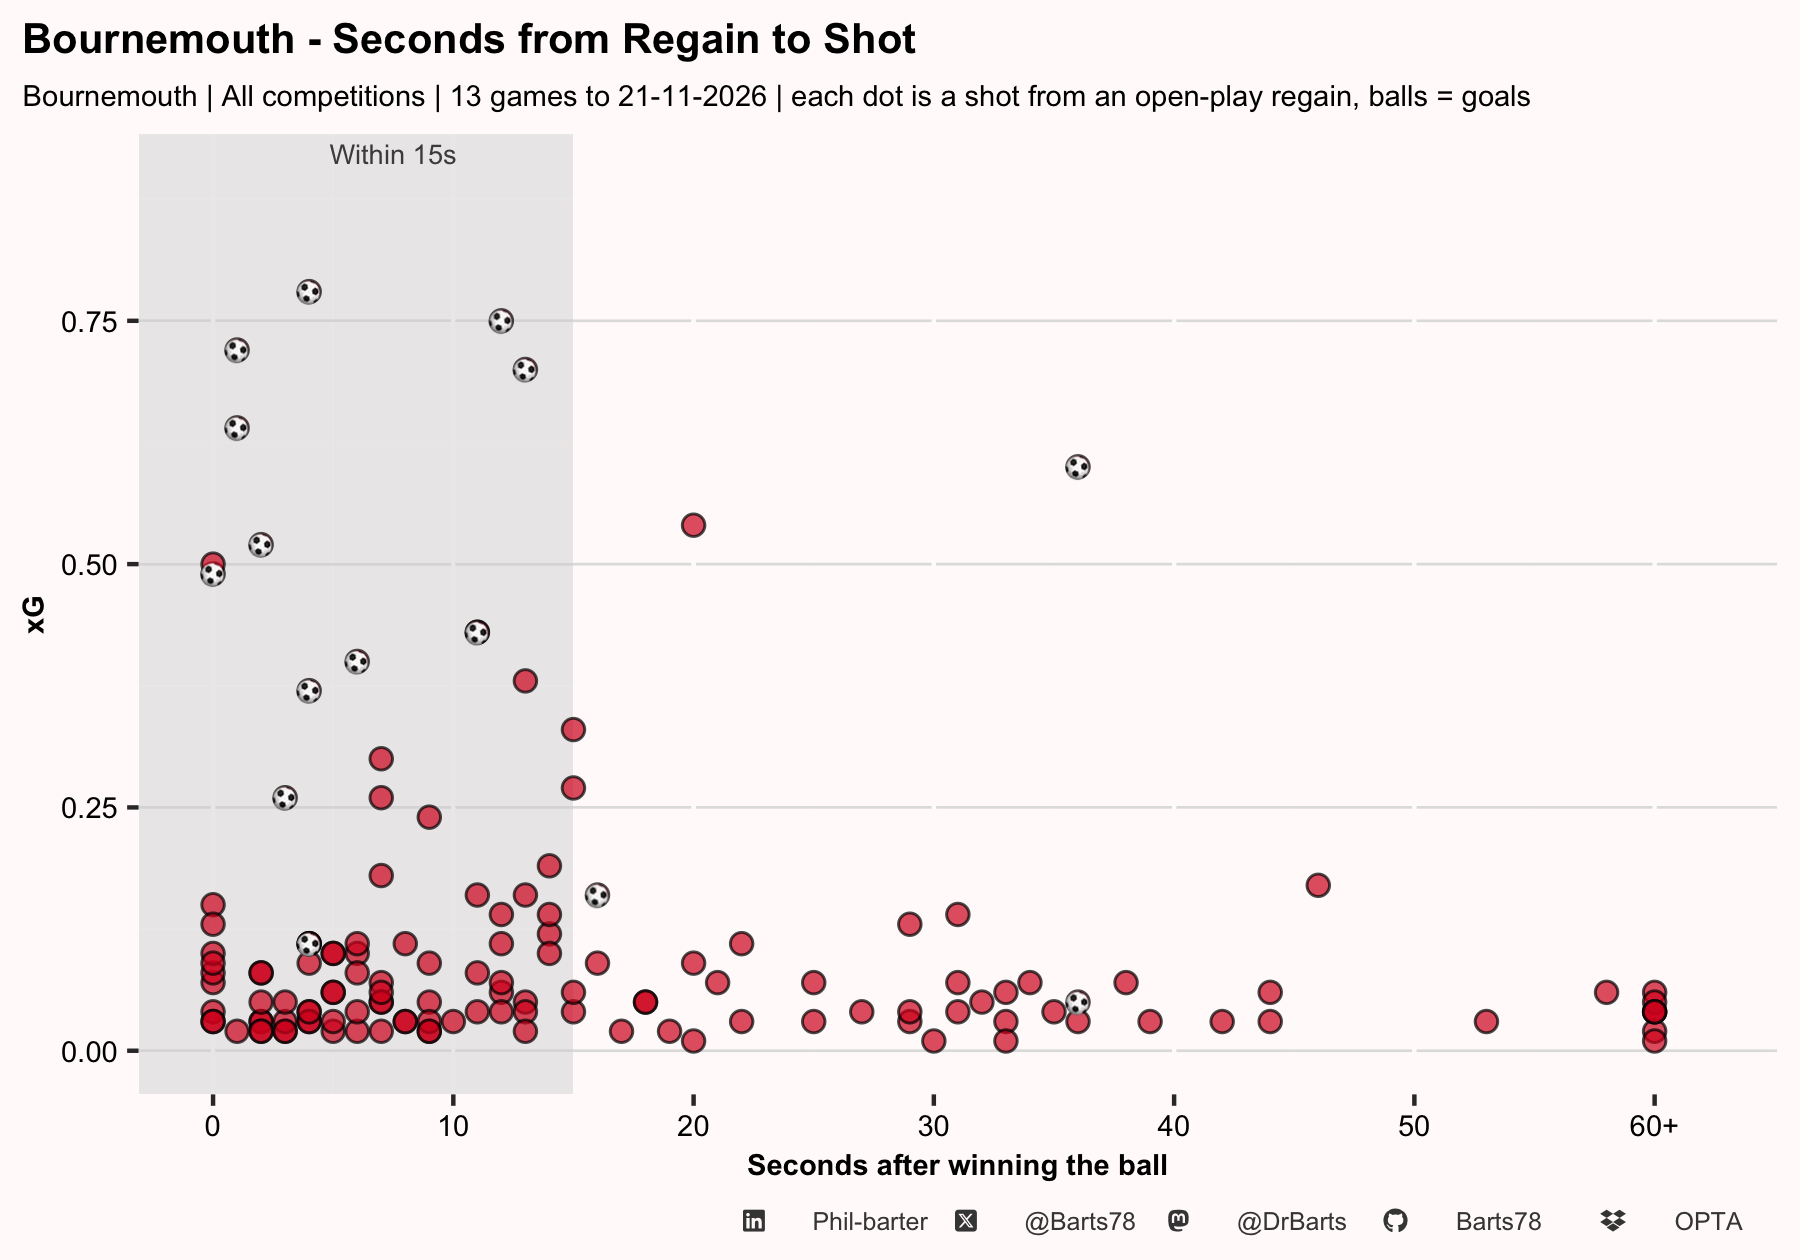 Bournemouth - Seconds from Regain to Shot
Bournemouth | All competitions | 13 games to 21-11-2026 | each dot is a shot from an open-play regain, balls = goals
Within 15s
0.75
0.50
0.25
0.00
xG
0 10 20 30 40 50 60+
Seconds after winning the ball
Phil-barter @Barts78 @DrBarts Barts78 OPTA